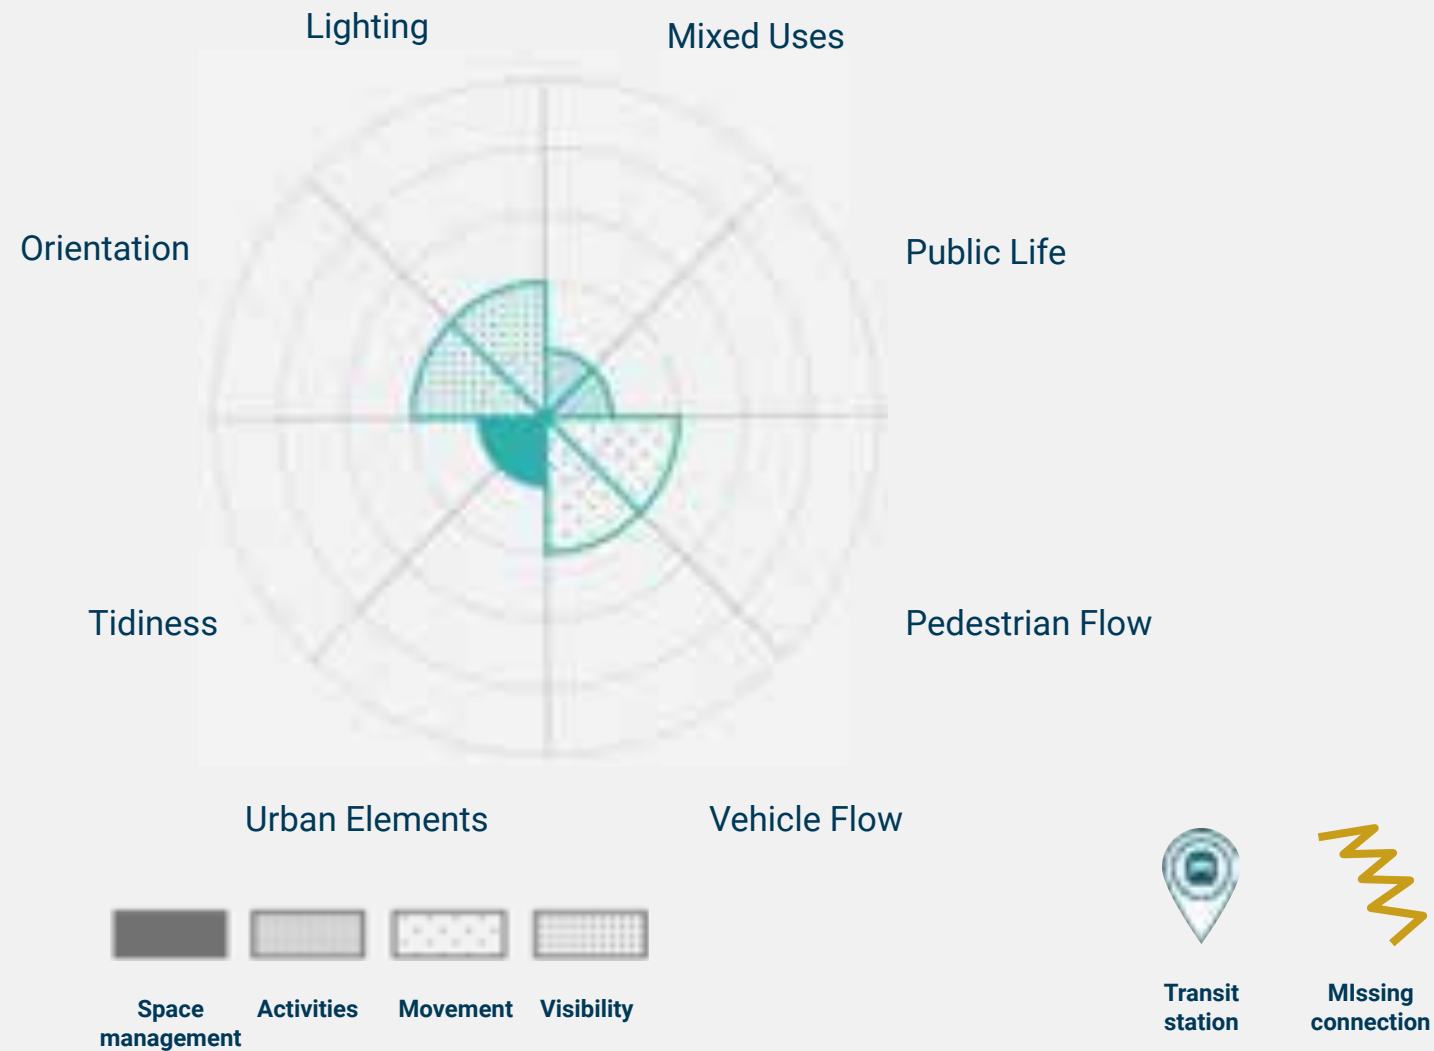 Lighting
Mixed Uses
Orientation
Public Life
Tidiness
Pedestrian Flow
Urban Elements
Vehicle Flow
Space
management
Activities
Movement
Visibility
Transit
station
MIssing
connection